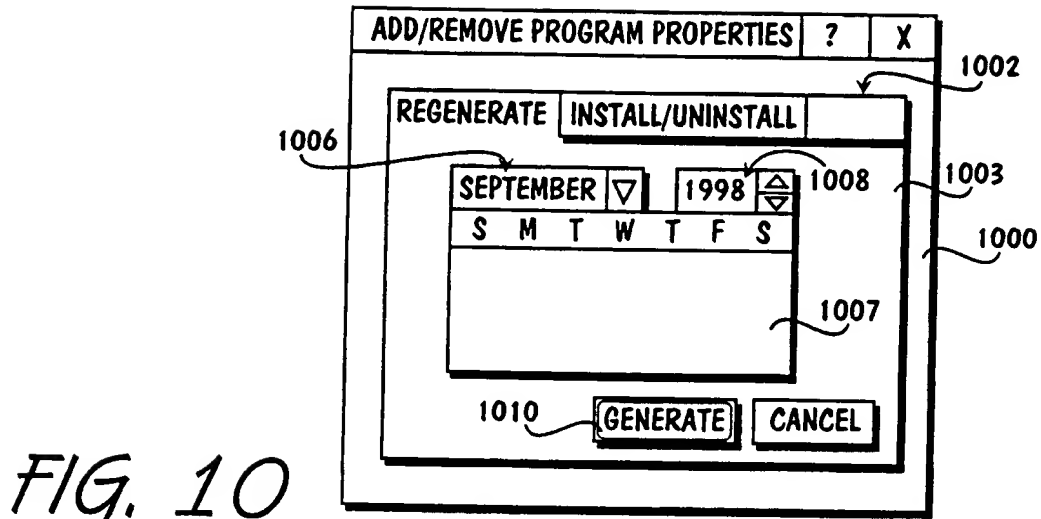 ADD/REMOVE PROGRAM PROPERTIES ? X
1002
REGENERATE INSTALL/UNINSTALL
1006
SEPTEMBER 1998 1008 1003
S M T W T F S
1000
1007
1010 GENERATE CANCEL
FIG. 10